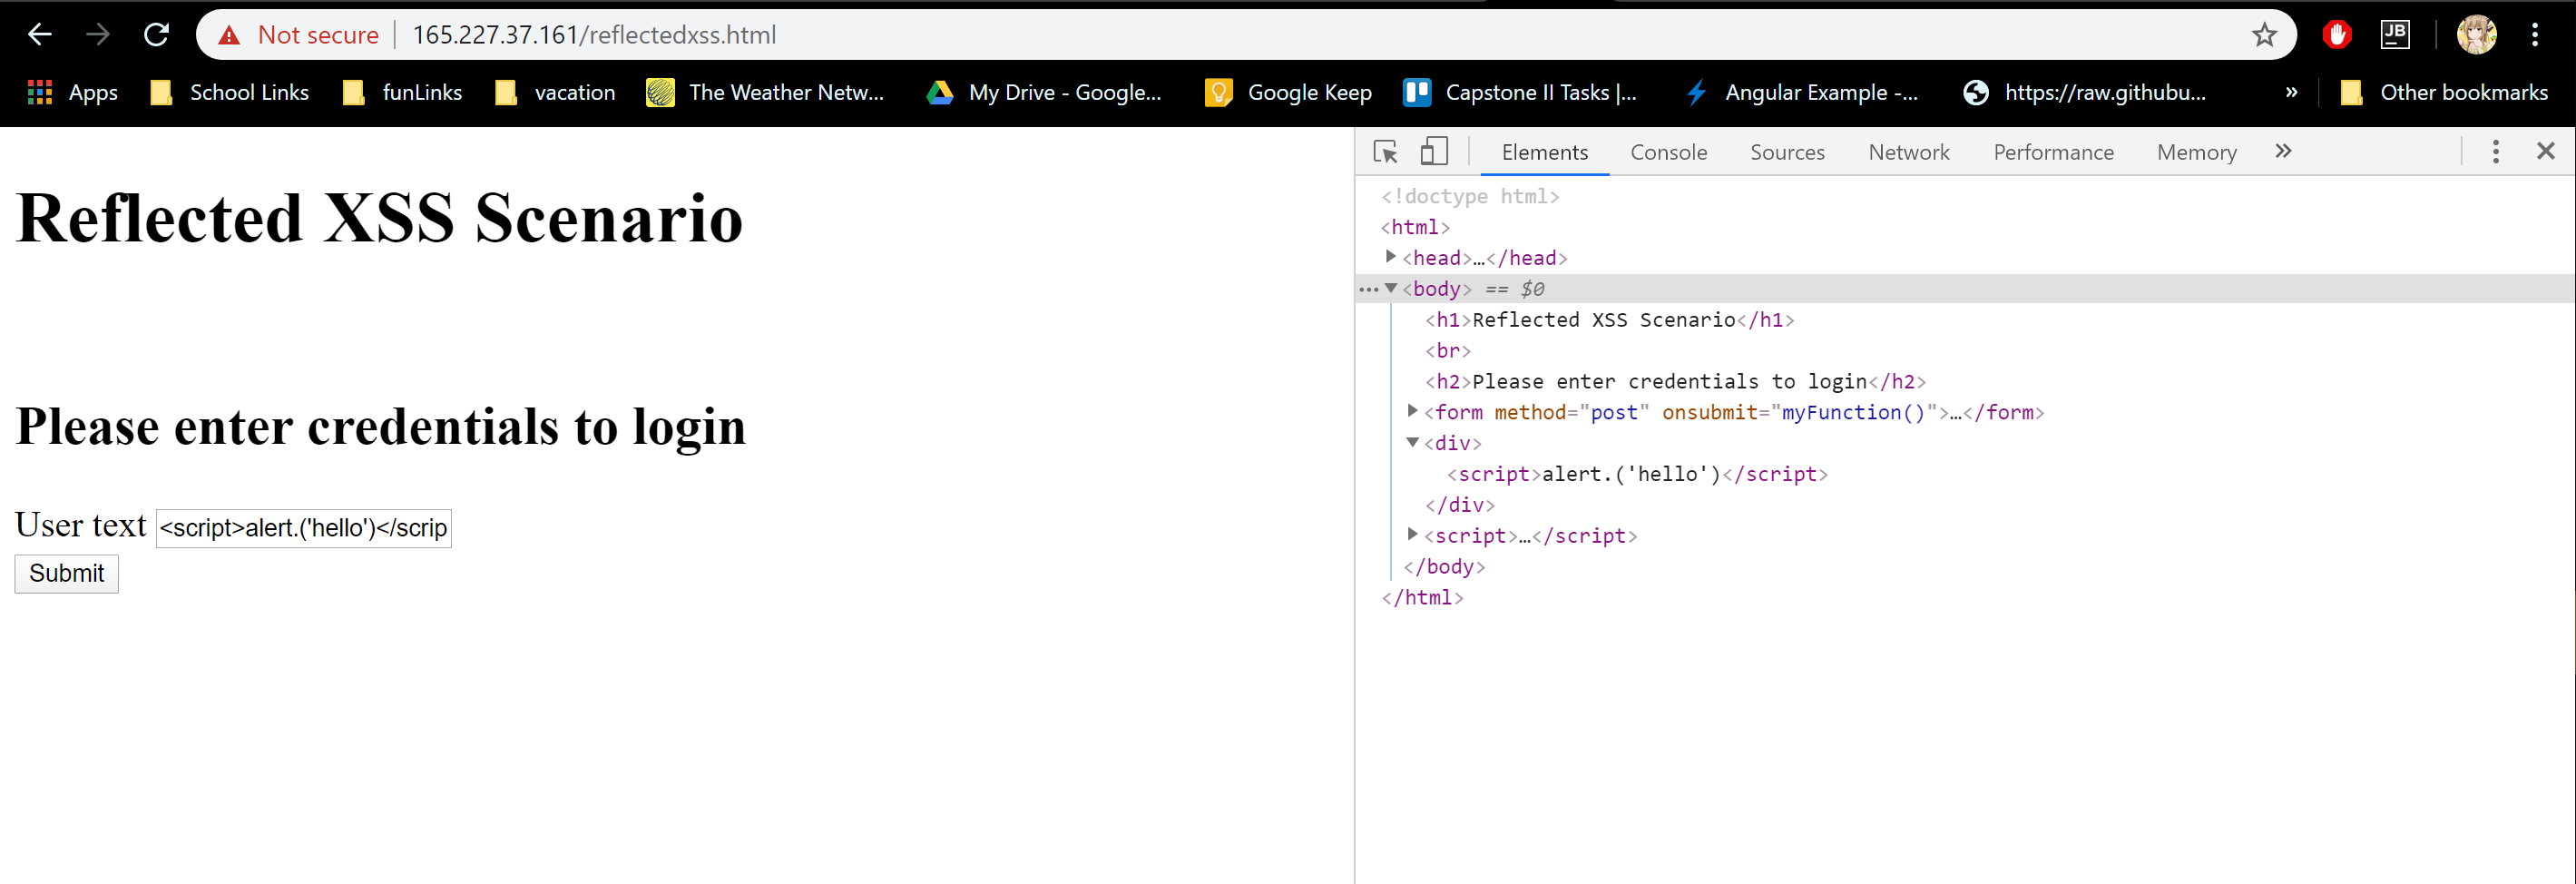 Not secure 165.227.37.161/reflectedxss.html JB
Apps School Links funLinks vacation The Weather Netw... My Drive - Google... Google Keep Capstone II Tasks |... Angular Example -... https://raw.githubu... » Other bookmarks
Reflected XSS Scenario
Please enter credentials to login
User text <script>alert.('hello')</scrip
Submit
Elements Console Sources Network Performance Memory »
<!doctype html>
<html>
<head>…</head>
<body> == $0
<h1>Reflected XSS Scenario</h1>
<br>
<h2>Please enter credentials to login</h2>
<form method="post" onsubmit="myFunction()">…</form>
<div>
<script>alert.('hello')</script>
</div>
<script>…</script>
</body>
</html>